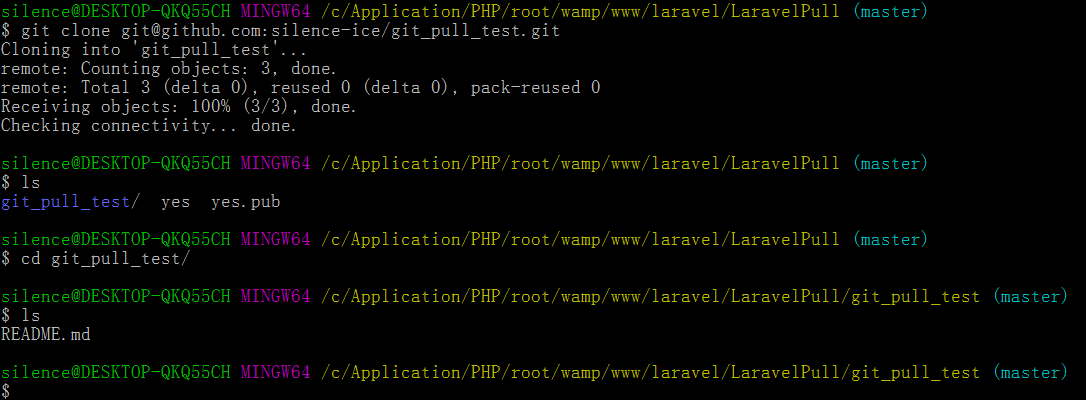 silence@DESKTOP-QKQ55CH MINGW64 /c/Application/PHP/root/wamp/www/laravel/LaravelPull (master)
$ git clone git@github.com:silence-ice/git_pull_test.git
Cloning into 'git_pull_test'...
remote: Counting objects: 3, done.
remote: Total 3 (delta 0), reused 0 (delta 0), pack-reused 0
Receiving objects: 100% (3/3), done.
Checking connectivity... done.
silence@DESKTOP-QKQ55CH MINGW64 /c/Application/PHP/root/wamp/www/laravel/LaravelPull (master)
$ ls
git_pull_test/  yes  yes.pub
silence@DESKTOP-QKQ55CH MINGW64 /c/Application/PHP/root/wamp/www/laravel/LaravelPull (master)
$ cd git_pull_test/
silence@DESKTOP-QKQ55CH MINGW64 /c/Application/PHP/root/wamp/www/laravel/LaravelPull/git_pull_test (master)
$ ls
README.md
silence@DESKTOP-QKQ55CH MINGW64 /c/Application/PHP/root/wamp/www/laravel/LaravelPull/git_pull_test (master)
$